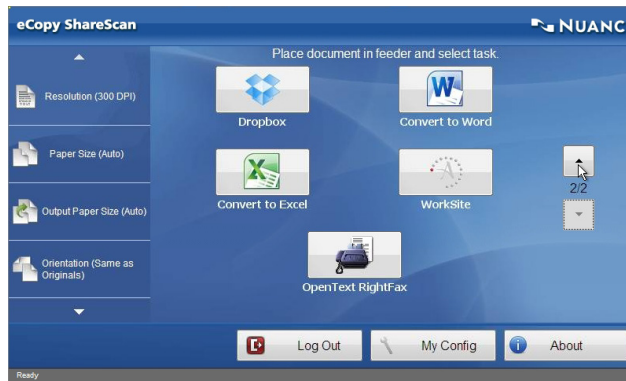 eCopy ShareScan
NUANC
Place document in feeder and select task.
Resolution (300 DPI)
Paper Size (Auto)
Output Paper Size (Auto)
Orientation (Same as
Originals)
Dropbox
Convert to Word
Convert to Excel
WorkSite
OpenText RightFax
2/2
Log Out
My Config
About
Ready